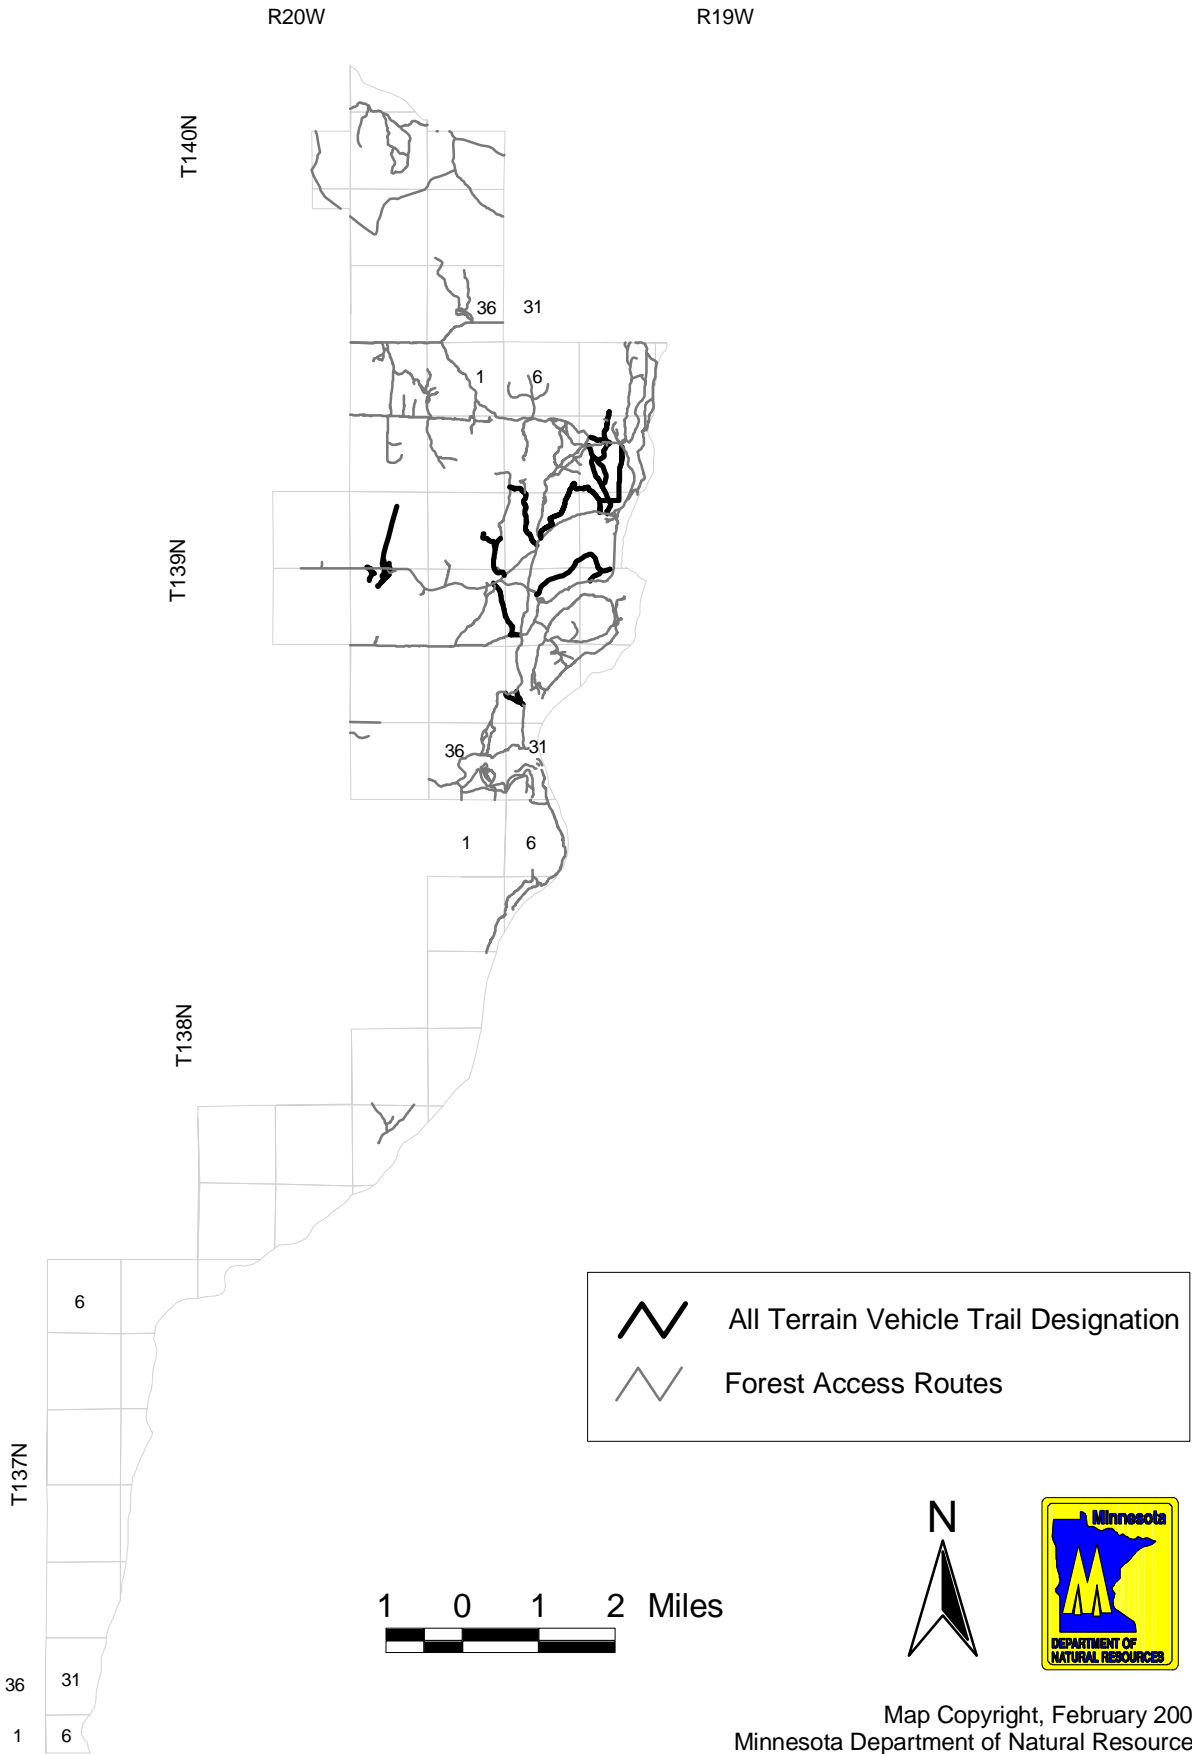 R20W R19W
T140N
36 31
1 6
T139N
36 31
1 6
T138N
6
All Terrain Vehicle Trail Designation
Forest Access Routes
T137N
N
Minnesota
DEPARTMENT OF
NATURAL RESOURCES
1 0 1 2 Miles
36 31
1 6
Map Copyright, February 200
Minnesota Department of Natural Resource